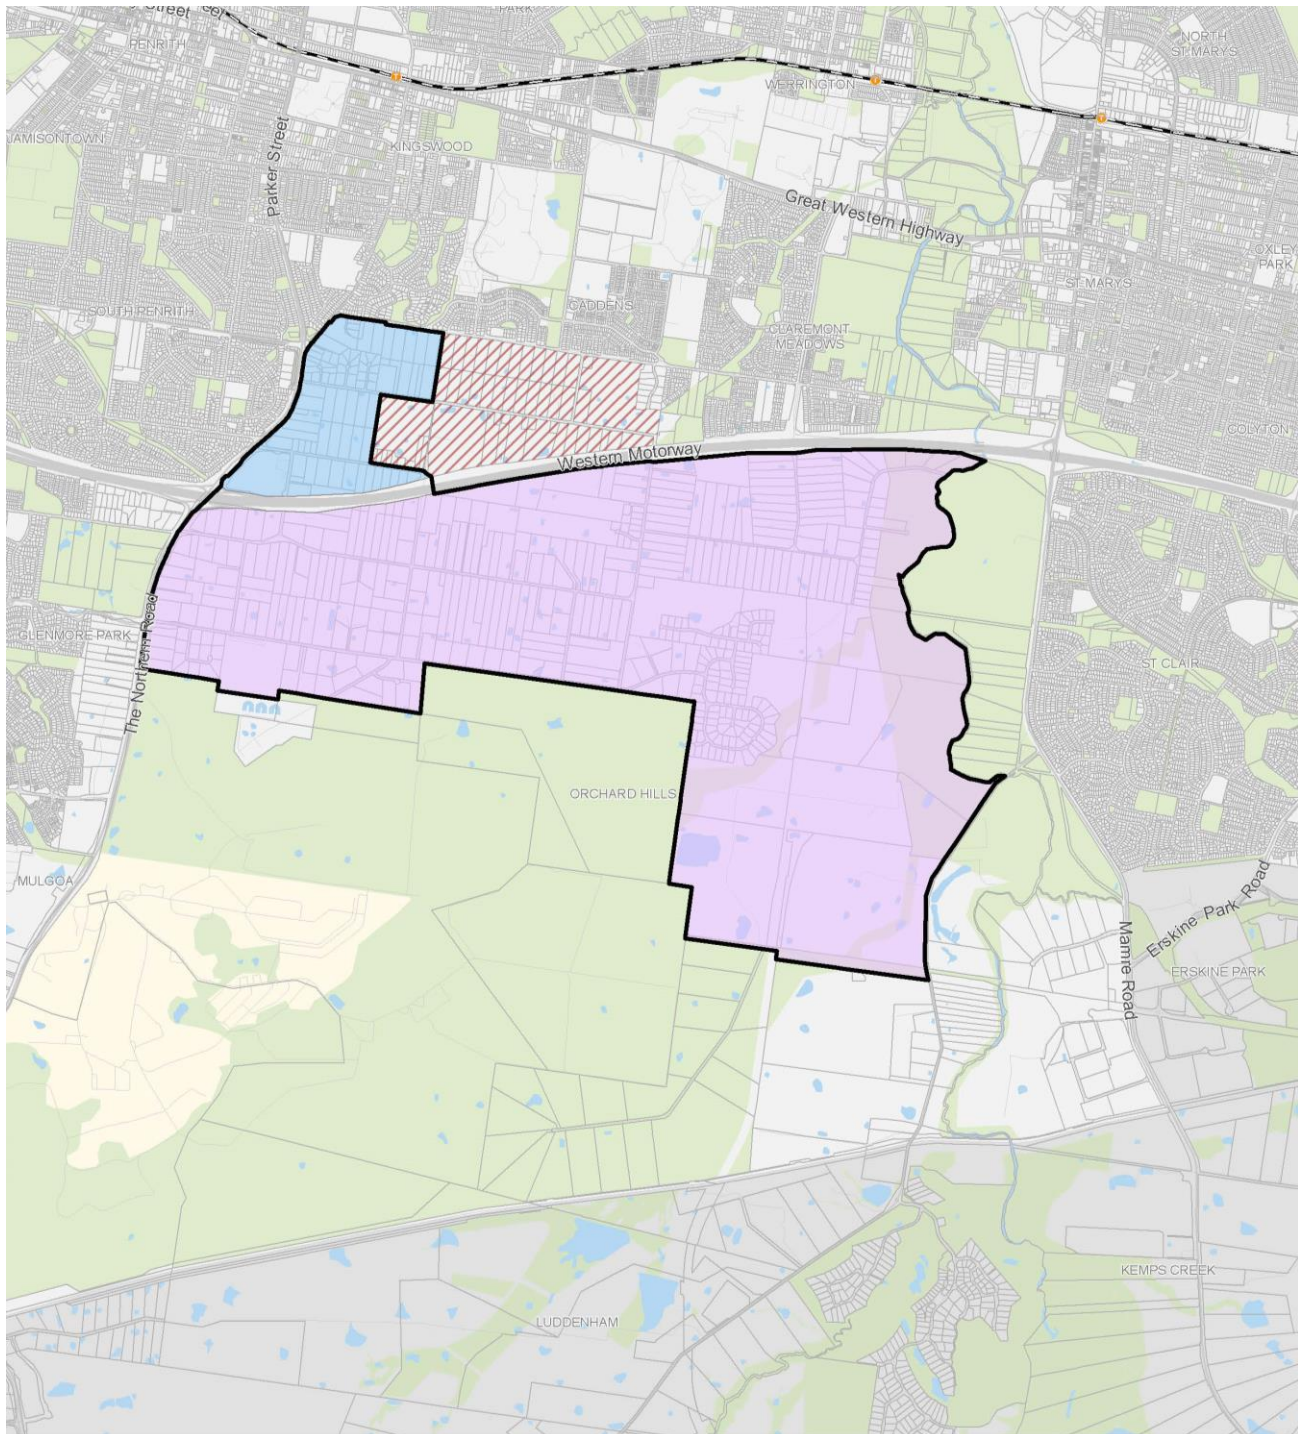 Street
PARK
PENRITH
NORTH
ST MARYS
WERRINGTON
JAMISONTOWN
KINGSWOOD
Parker Street
Great Western Highway
OXLEY
PARK
ST MARYS
CADDENS
SOUTH PENRITH
CLAREMONT
MEADOWS
COLYTON
Western Motorway
GLENMORE PARK
The Northern Road
ST CLAIR
ORCHARD HILLS
MULGOA
Erskine Park Road
Mamre Road
ERSKINE PARK
KEMPS CREEK
LUDDENHAM